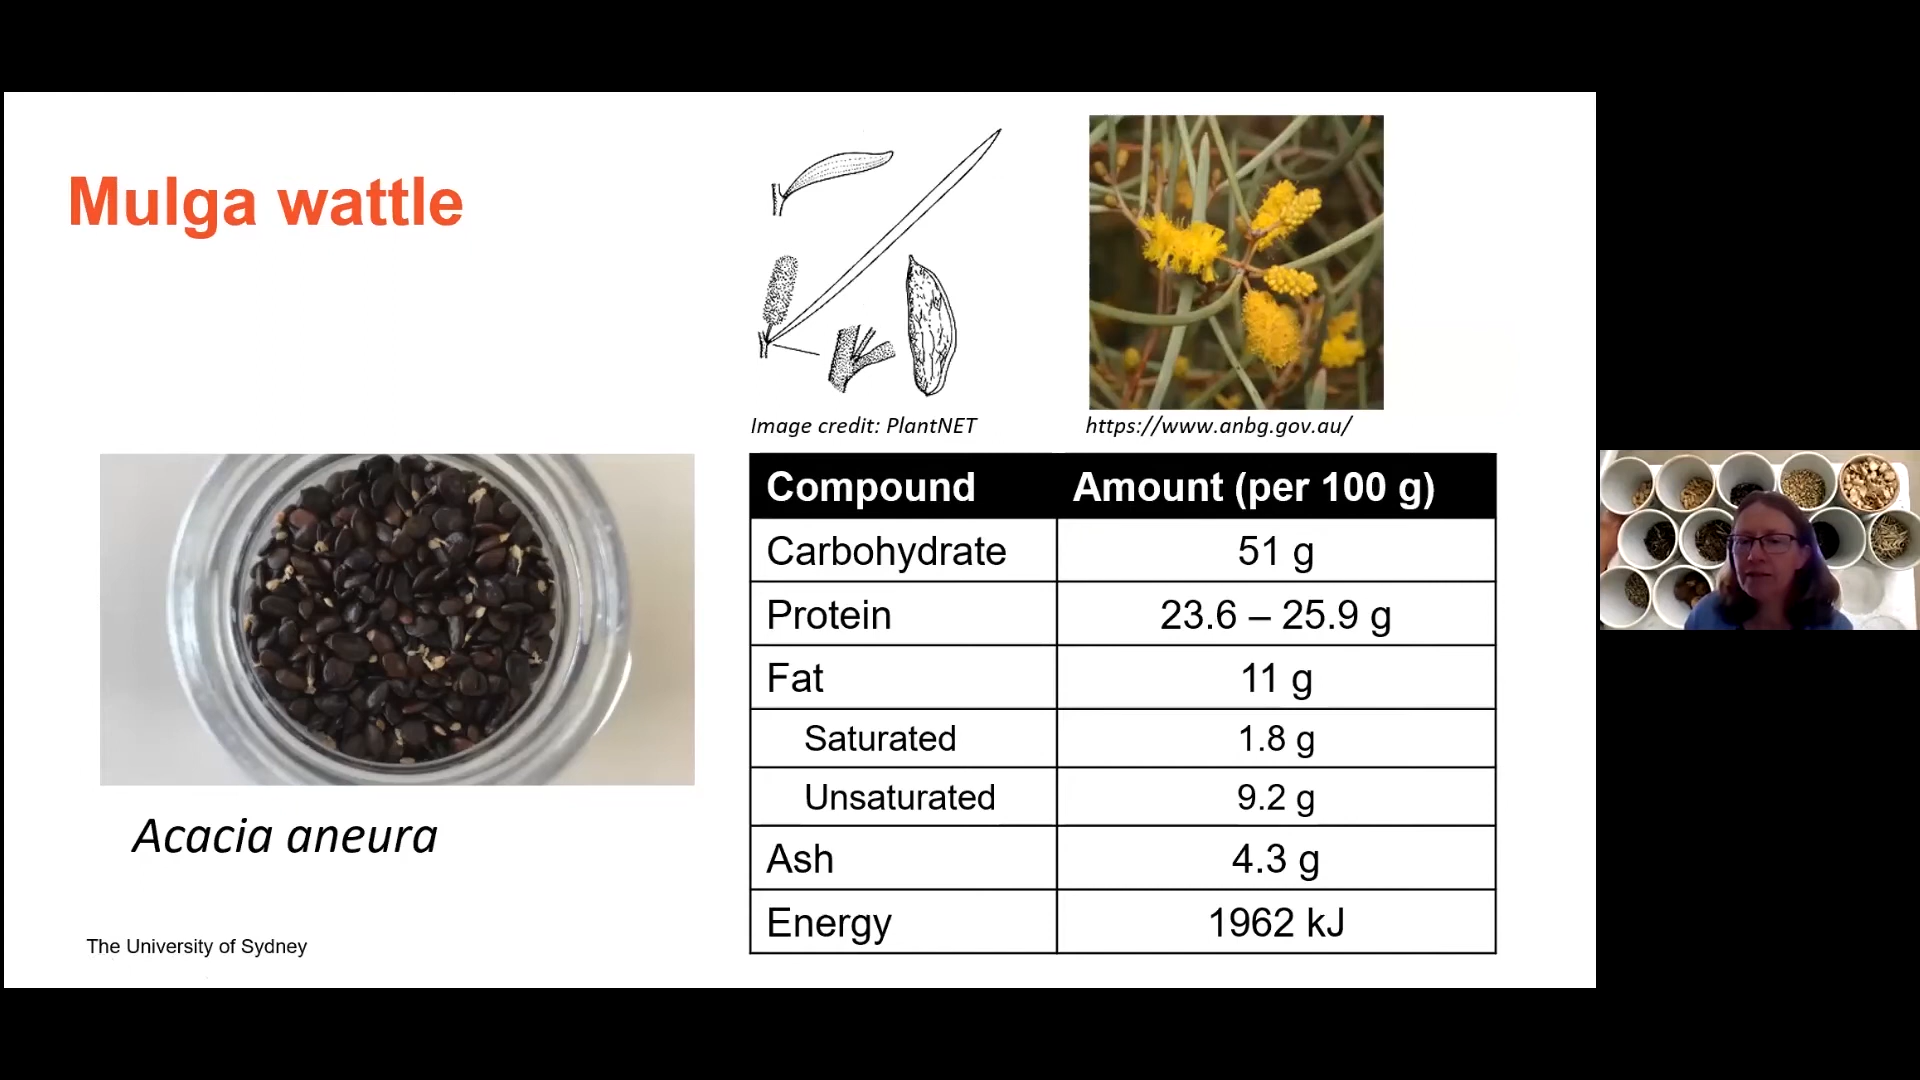 Mulga wattle
Image credit: PlantNET
https://www.anbg.gov.au/
Compound Amount (per 100 g)
Carbohydrate 51 g
Protein 23.6 – 25.9 g
Fat 11 g
Saturated 1.8 g
Unsaturated 9.2 g
Ash 4.3 g
Energy 1962 kJ
Acacia aneura
The University of Sydney